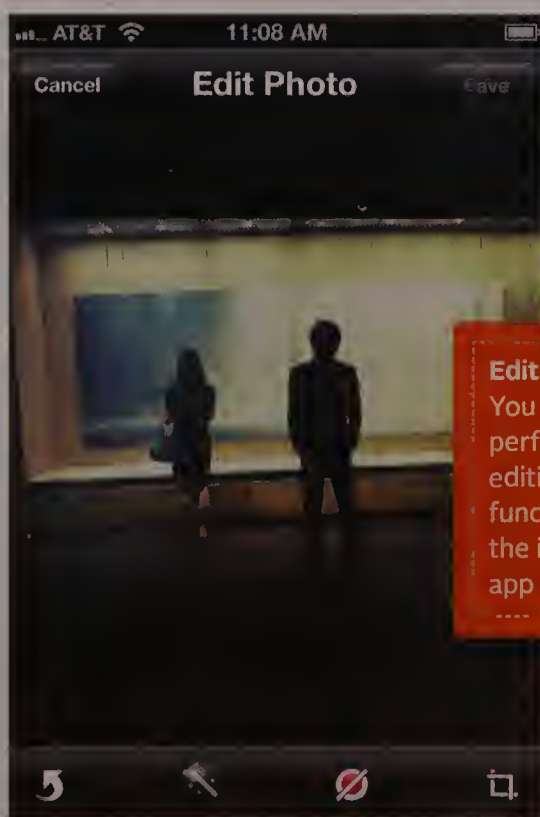 AT&T 11:08 AM
Cancel Edit Photo Save
Edit
You
perf
editi
func
the i
app